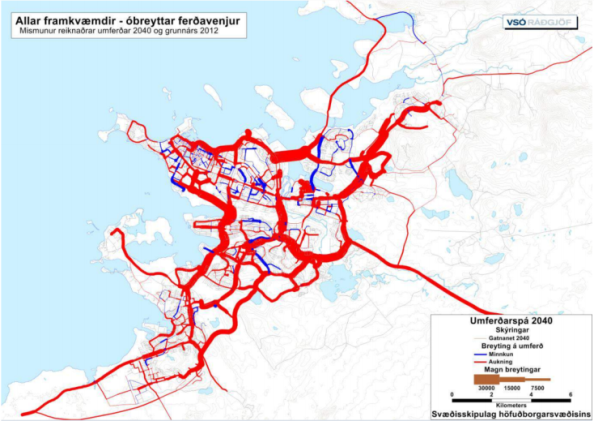 Allar framkvæmdir - óbreyttar ferðavenjur
Mismunur reiknaðrar umferðar 2040 og grunnárs 2012
VSÓ RÁÐGJÖF
Umferðarspá 2040
Skýringar
Gatnanet 2040
Breyting á umferð
Minnkun
Aukning
Magn breytingar
30000 15000 7500
0 2 4 6
Kilometers
Svæðisskipulag höfuðborgarsvæðisins